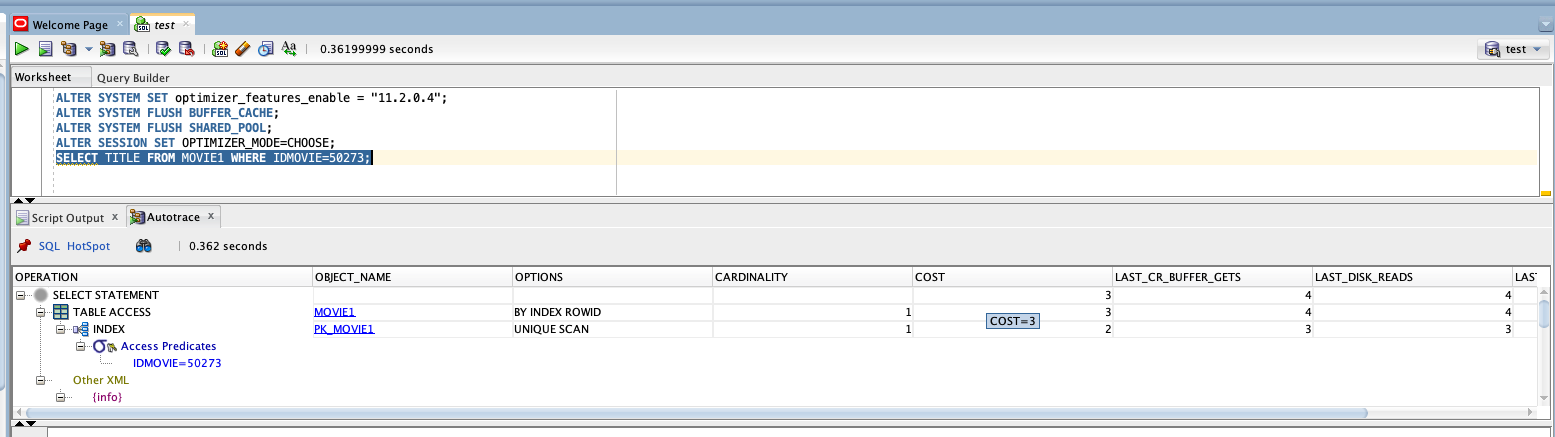 Welcome Page test
0.36199999 seconds test
Worksheet Query Builder
ALTER SYSTEM SET optimizer_features_enable = "11.2.0.4";
ALTER SYSTEM FLUSH BUFFER_CACHE;
ALTER SYSTEM FLUSH SHARED_POOL;
ALTER SESSION SET OPTIMIZER_MODE=CHOOSE;
SELECT TITLE FROM MOVIE1 WHERE IDMOVIE=50273;
Script Output x Autotrace x
SQL HotSpot 0.362 seconds
OPERATION OBJECT_NAME OPTIONS CARDINALITY COST LAST_CR_BUFFER_GETS LAST_DISK_READS LAS
SELECT STATEMENT 3 4 4
TABLE ACCESS MOVIE1 BY INDEX ROWID 1 3 4 4
COST=3
INDEX PK_MOVIE1 UNIQUE SCAN 1 2 3 3
Access Predicates
IDMOVIE=50273
Other XML
{info}